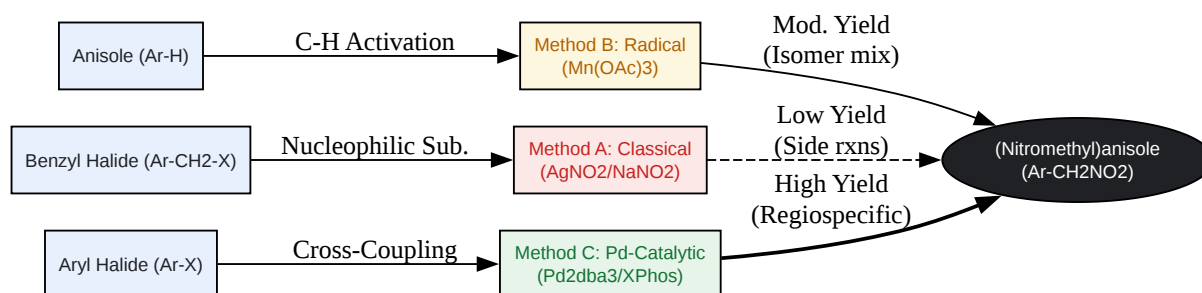 Anisole (Ar-H)
C-H Activation
Method B: Radical
(Mn(OAc)3)
Mod. Yield
(Isomer mix)
Benzyl Halide (Ar-CH2-X)
Nucleophilic Sub.
Method A: Classical
(AgNO2/NaNO2)
Low Yield
(Side rxns)
(Nitromethyl)anisole
(Ar-CH2NO2)
Aryl Halide (Ar-X)
Cross-Coupling
Method C: Pd-Catalytic
(Pd2dba3/XPhos)
High Yield
(Regiospecific)